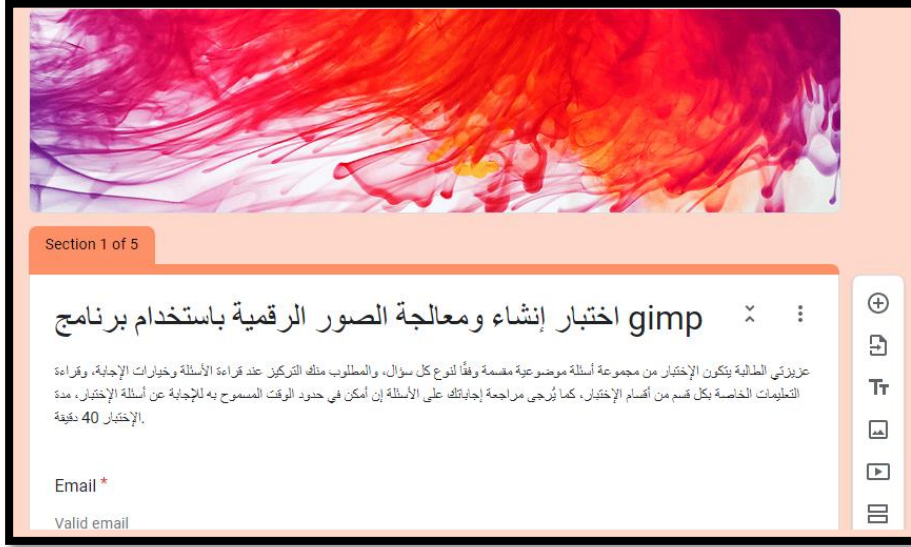 Section 1 of 5
اختبار إنشاء ومعالجة الصور الرقمية باستخدام برنامج gimp
عزيزتي الطالبة يتكون الإختبار من مجموعة أسئلة موضوعية مقسمة وفقًا لنوع كل سؤال، والمطلوب منك التركيز عند قراءة الأسئلة وخيارات الإجابة، وقراءة
التعليمات الخاصة بكل قسم من أقسام الإختبار، كما يُرجى مراجعة إجاباتك على الأسئلة إن أمكن في حدود الوقت المسموح به للإجابة عن أسئلة الإختبار، مدة
الإختبار 40 دقيقة.
Email *
Valid email
Tт